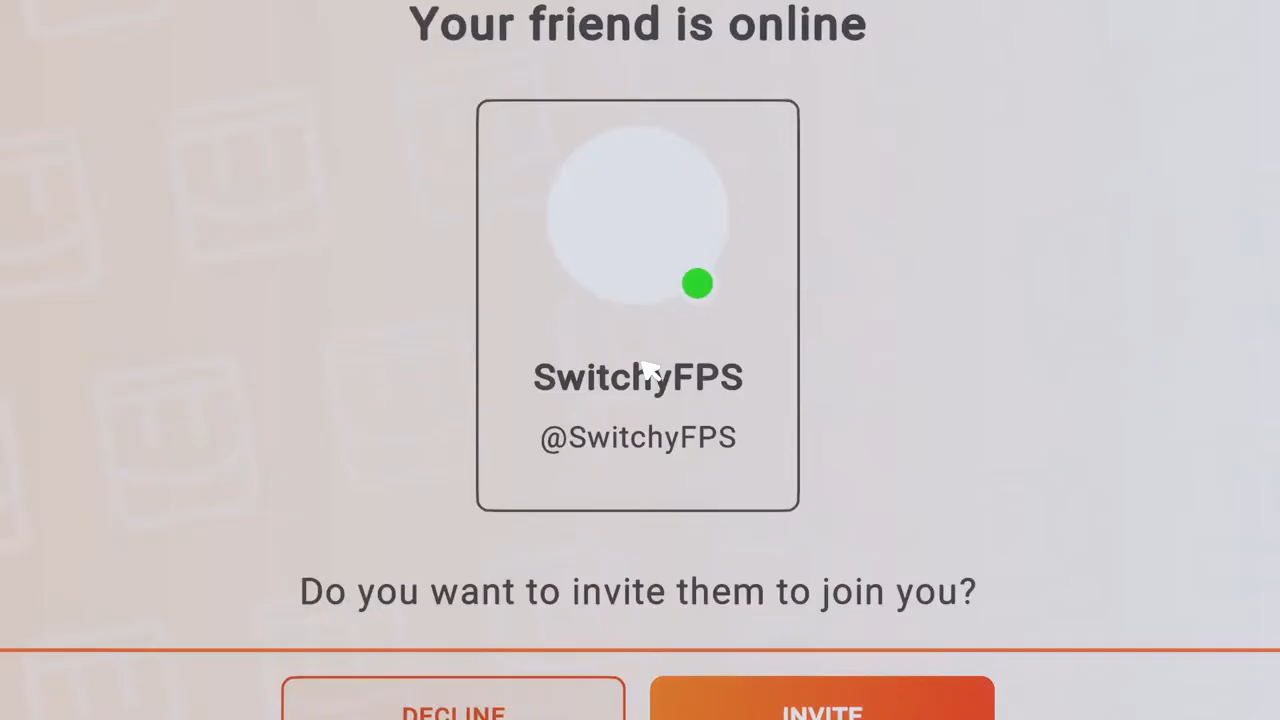 Your friend is online
SwitchyFPS
@SwitchyFPS
Do you want to invite them to join you?
DECLINE
INVITE